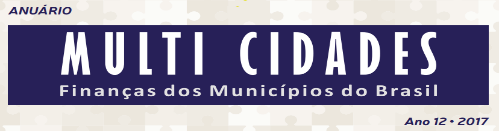 ANUÁRIO
MULTI CIDADES
Finanças dos Municípios do Brasil
Ano 12 • 2017